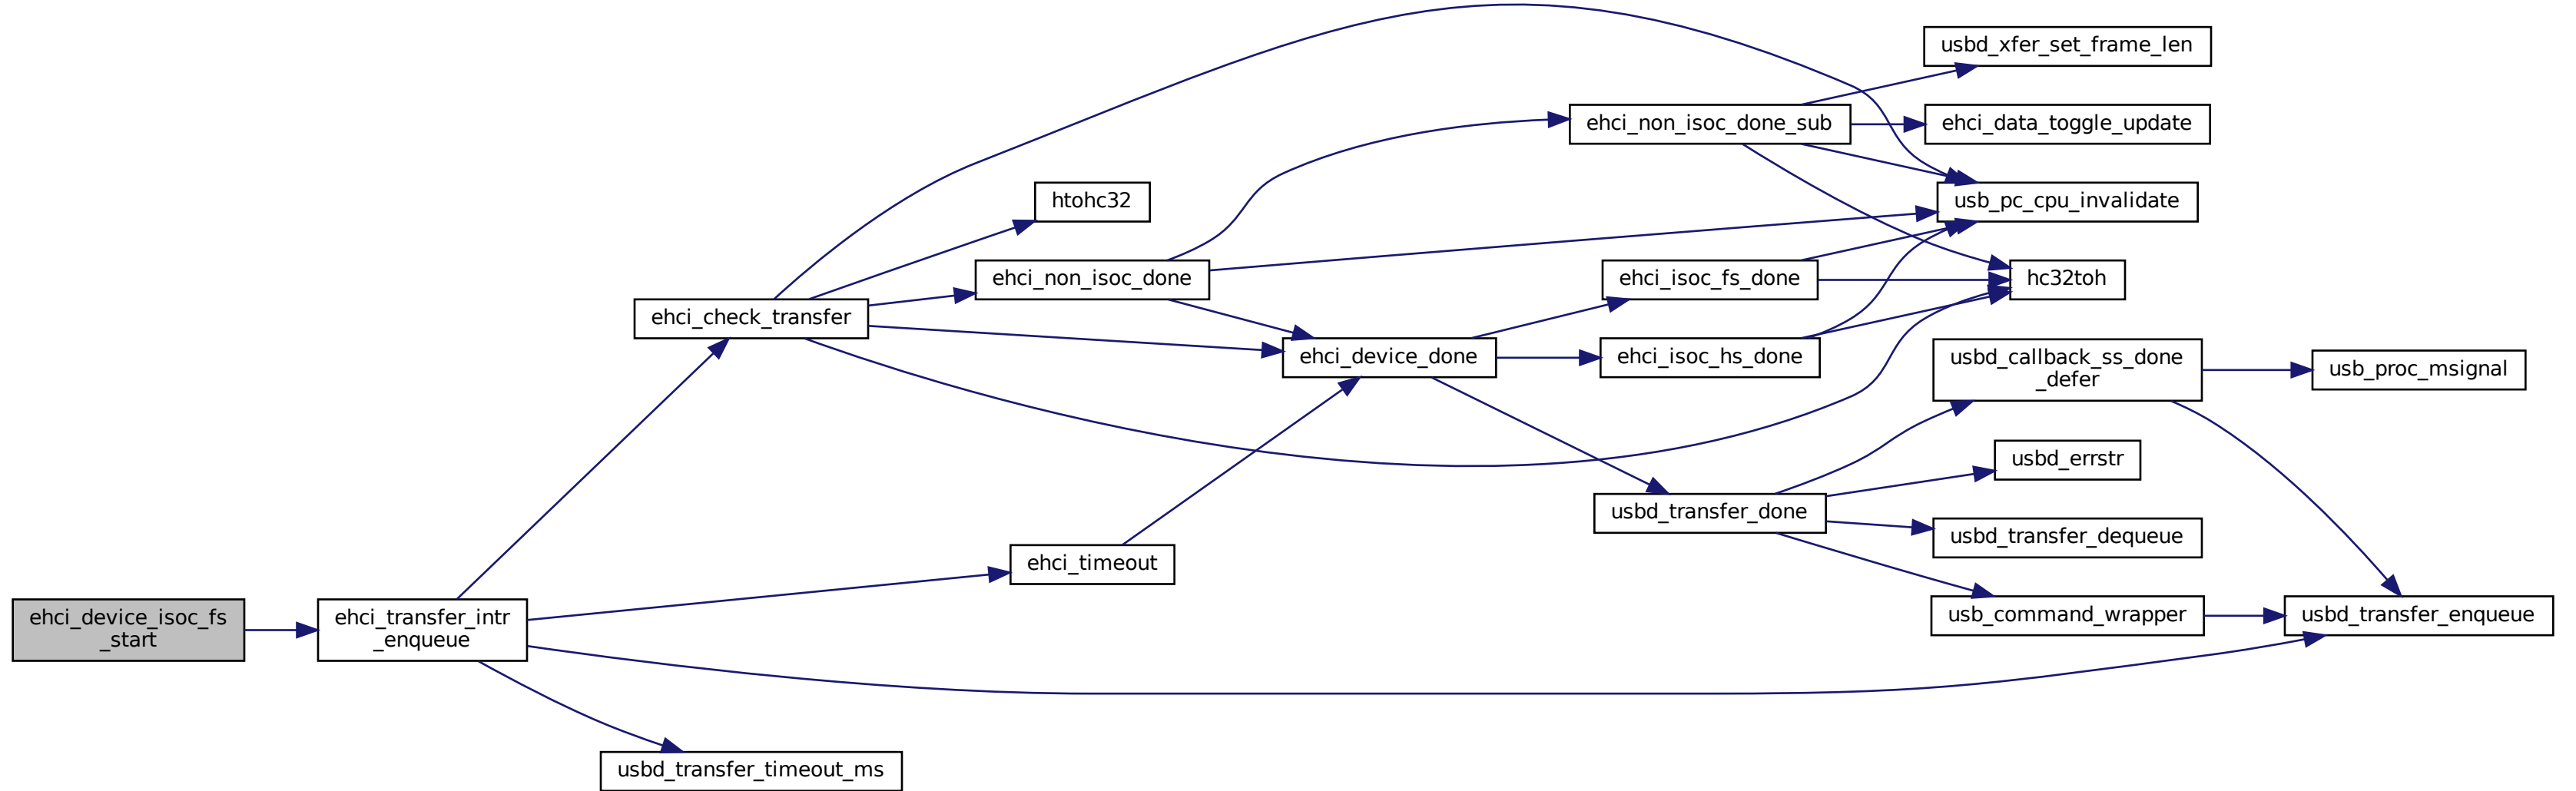 ehci_device_isoc_fs
_start
ehci_transfer_intr
_enqueue
ehci_check_transfer
htohc32
ehci_non_isoc_done
ehci_timeout
usbd_transfer_timeout_ms
ehci_device_done
ehci_non_isoc_done_sub
ehci_isoc_fs_done
ehci_isoc_hs_done
usbd_transfer_done
usbd_xfer_set_frame_len
ehci_data_toggle_update
usb_pc_cpu_invalidate
hc32toh
usbd_callback_ss_done
_defer
usbd_errstr
usbd_transfer_dequeue
usb_command_wrapper
usb_proc_msignal
usbd_transfer_enqueue